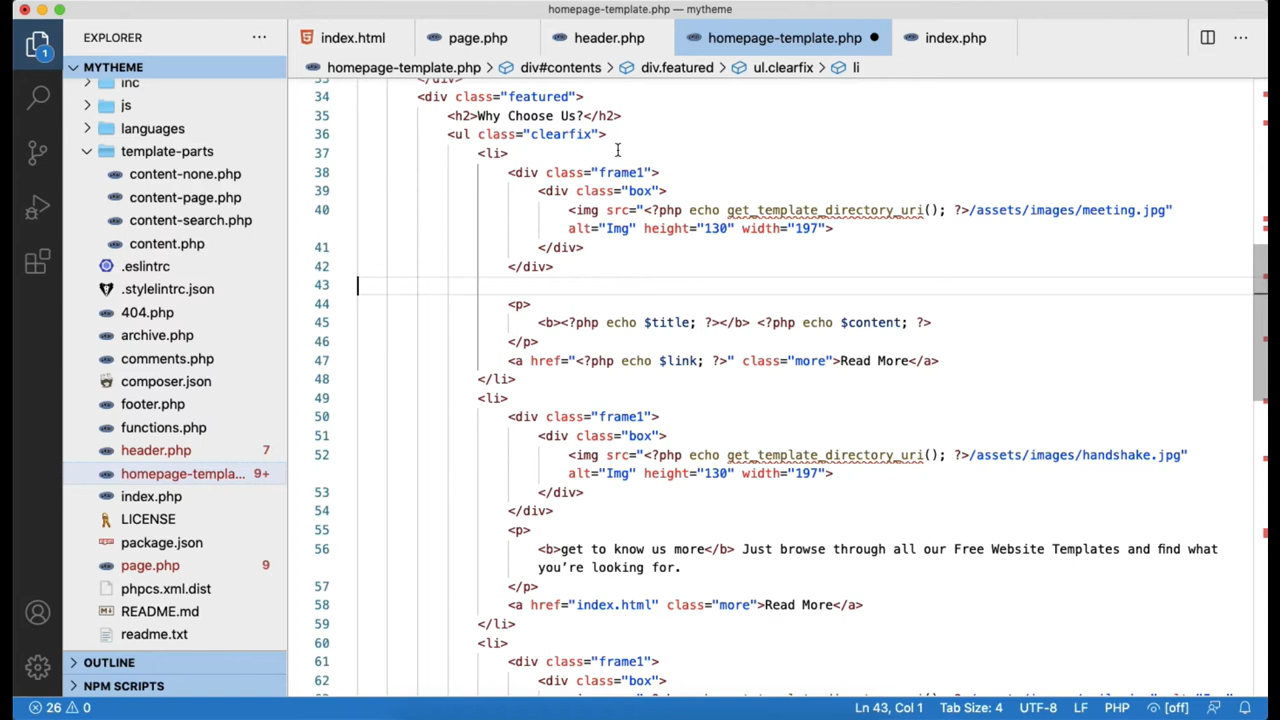 homepage-template.php — mytheme
EXPLORER
index.html
page.php
header.php
homepage-template.php
index.php
MYTHEME
homepage-template.php > div#contents > div.featured > ul.clearfix > li
inc
js
languages
template-parts
content-none.php
content-page.php
content-search.php
content.php
.eslintrc
.stylelintrc.json
404.php
archive.php
comments.php
composer.json
footer.php
functions.php
header.php 7
homepage-templa... 9+
index.php
LICENSE
package.json
page.php 9
phpcs.xml.dist
README.md
readme.txt
OUTLINE
NPM SCRIPTS
1
34 <div class="featured">
35 <h2>Why Choose Us?</h2>
36 <ul class="clearfix">
37 <li>
38 <div class="frame1">
39 <div class="box">
40 <img src="<?php echo get_template_directory_uri(); ?>/assets/images/meeting.jpg"
alt="Img" height="130" width="197">
41 </div>
42 </div>
43
44 <p>
45 <b><?php echo $title; ?></b> <?php echo $content; ?>
46 </p>
47 <a href="<?php echo $link; ?>" class="more">Read More</a>
48 </li>
49 <li>
50 <div class="frame1">
51 <div class="box">
52 <img src="<?php echo get_template_directory_uri(); ?>/assets/images/handshake.jpg"
alt="Img" height="130" width="197">
53 </div>
54 </div>
55 <p>
56 <b>get to know us more</b> Just browse through all our Free Website Templates and find what
you’re looking for.
57 </p>
58 <a href="index.html" class="more">Read More</a>
59 </li>
60 <li>
61 <div class="frame1">
62 <div class="box">
26 0
Ln 43, Col 1 Tab Size: 4 UTF-8 LF PHP [off]